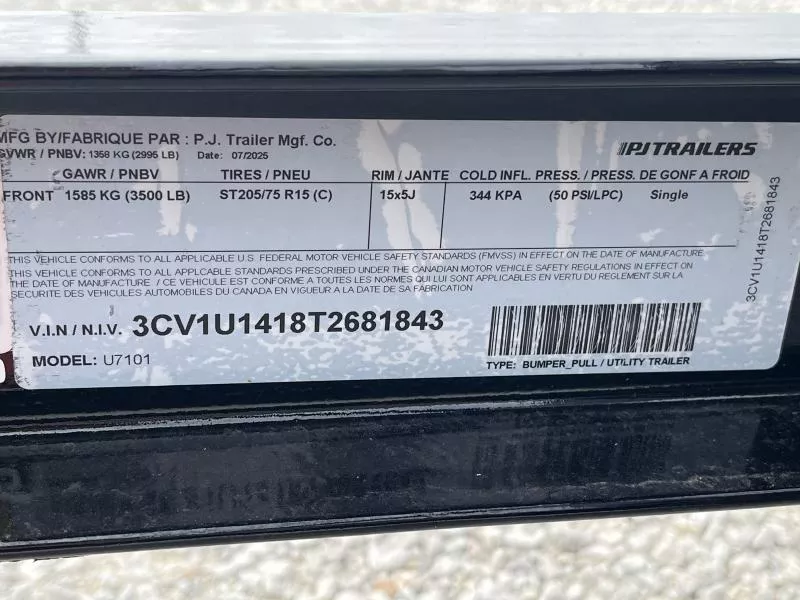 MFG BY/FABRIQUE PAR : P.J. Trailer Mfg. Co.
GVWR / PNBV: 1358 KG (2995 LB) Date: 07/2025
PJTRAILERS
GAWR / PNBV TIRES / PNEU RIM / JANTE COLD INFL. PRESS. / PRESS. DE GONF A FROID
FRONT 1585 KG (3500 LB) ST205/75 R15 (C) 15x5J 344 KPA (50 PSI/LPC) Single
THIS VEHICLE CONFORMS TO ALL APPLICABLE U.S. FEDERAL MOTOR VEHICLE SAFETY STANDARDS (FMVSS) IN EFFECT ON THE DATE OF MANUFACTURE
THIS VEHICLE CONFORMS TO ALL APPLCABLE STANDARDS PRESCRIBED UNDER THE CANADIAN MOTOR VEHICLE SAFETY REGULATIONS IN EFFECT ON
THE DATE OF MANUFACTURE / CE VEHICULE EST CONFORME A TOUTES LES NORMES QUI LUI SONT APPLICABLES EN VERTU DU REGLEMENT SUR LA
SECURITE DES VEHICULES AUTOMOBILES DU CANADA EN VIGUEUR A LA DATE DE SA FABRICATION
V.I.N / N.I.V. 3CV1U1418T2681843
MODEL: U7101
TYPE: BUMPER_PULL / UTILITY TRAILER
3CV1U1418T2681843